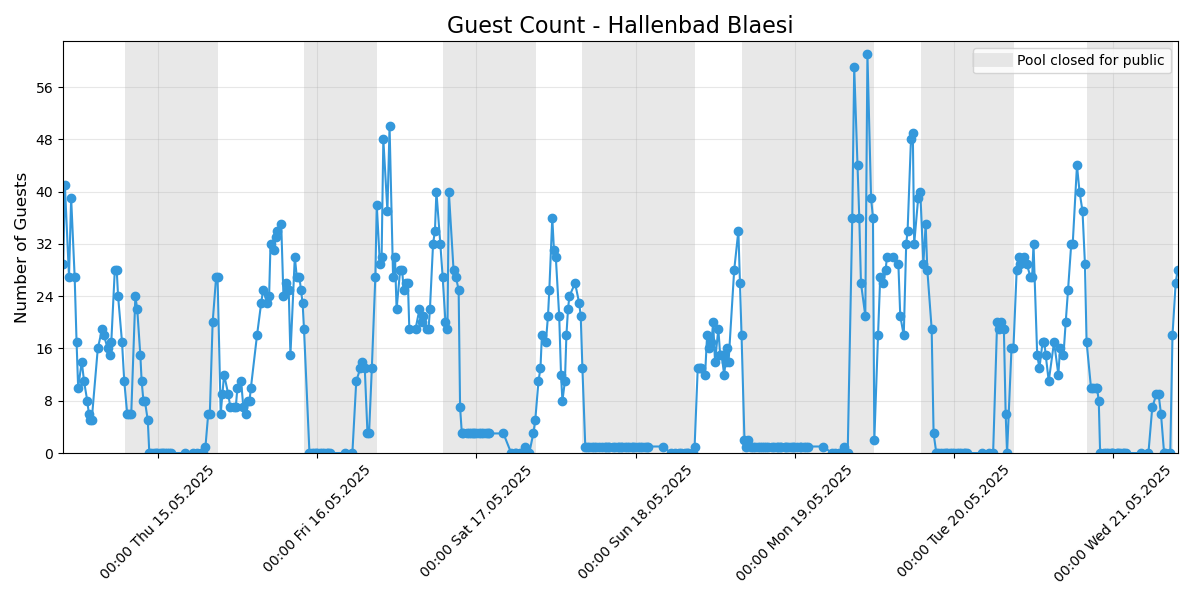 Guest Count - Hallenbad Blaesi
Pool closed for public
Number of Guests
56
48
40
32
24
16
8
0
00:00 Thu 15.05.2025
00:00 Fri 16.05.2025
00:00 Sat 17.05.2025
00:00 Sun 18.05.2025
00:00 Mon 19.05.2025
00:00 Tue 20.05.2025
00:00 Wed 21.05.2025